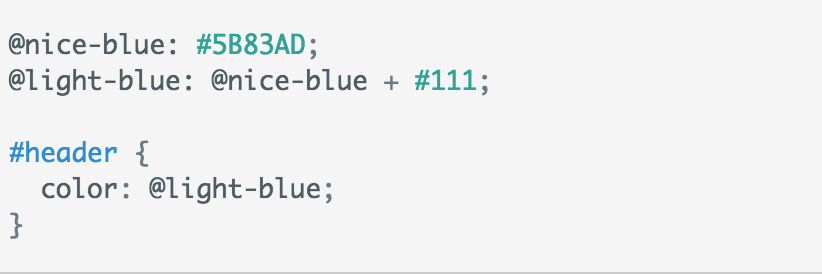 @nice-blue: #5B83AD;
@light-blue: @nice-blue + #111;
#header {
  color: @light-blue;
}